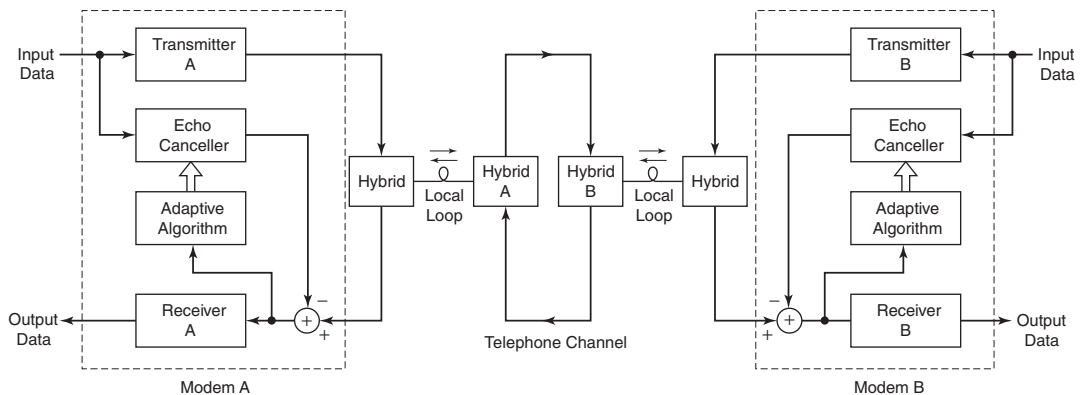 Input
Data
Transmitter
A
Echo
Canceller
Adaptive
Algorithm
Receiver
A
Output
Data
−
+
+
Modem A
Hybrid
Local
Loop
Hybrid
A
Hybrid
B
Local
Loop
Hybrid
Telephone Channel
Transmitter
B
Input
Data
Echo
Canceller
Adaptive
Algorithm
−
+
+
Receiver
B
Output
Data
Modem B